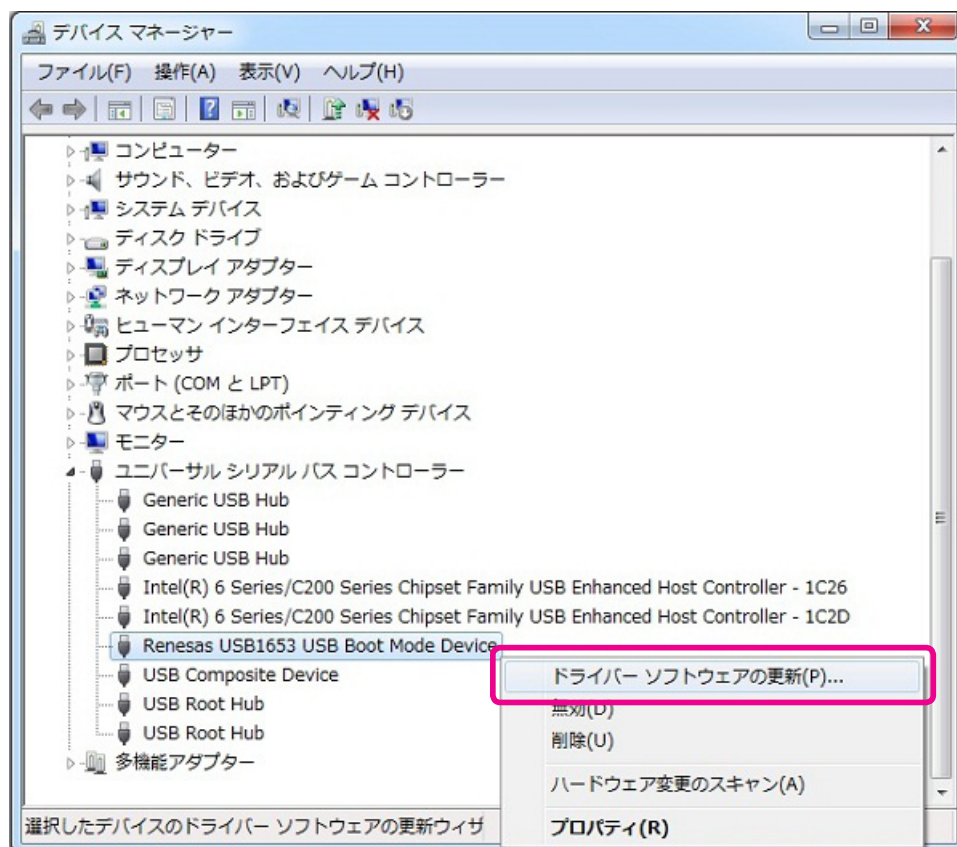 デバイス マネージャー
ファイル(F) 操作(A) 表示(V) ヘルプ(H)
コンピューター
サウンド、ビデオ、およびゲーム コントローラー
システム デバイス
ディスク ドライブ
ディスプレイ アダプター
ネットワーク アダプター
ヒューマン インターフェイス デバイス
プロセッサ
ポート (COM と LPT)
マウスとそのほかのポインティング デバイス
モニター
ユニバーサル シリアル バス コントローラー
Generic USB Hub
Generic USB Hub
Generic USB Hub
Intel(R) 6 Series/C200 Series Chipset Family USB Enhanced Host Controller - 1C26
Intel(R) 6 Series/C200 Series Chipset Family USB Enhanced Host Controller - 1C2D
Renesas USB1653 USB Boot Mode Device
USB Composite Device
USB Root Hub
USB Root Hub
多機能アダプター
ドライバー ソフトウェアの更新(P)...
無効(D)
削除(U)
ハードウェア変更のスキャン(A)
プロパティ(R)
選択したデバイスのドライバー ソフトウェアの更新ウィザ